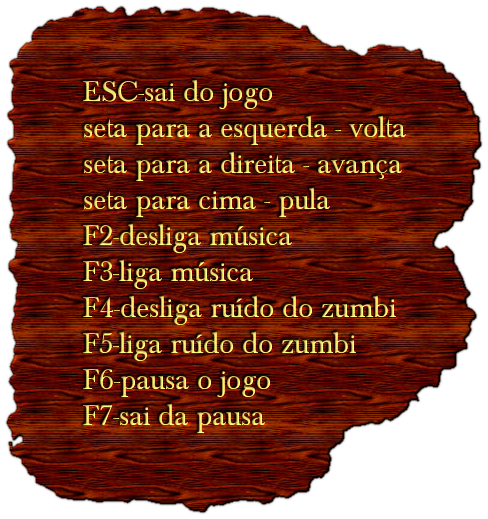 ESC-sai do jogo
seta para a esquerda - volta
seta para a direita - avança
seta para cima - pula
F2-desliga música
F3-liga música
F4-desliga ruído do zumbi
F5-liga ruído do zumbi
F6-pausa o jogo
F7-sai da pausa